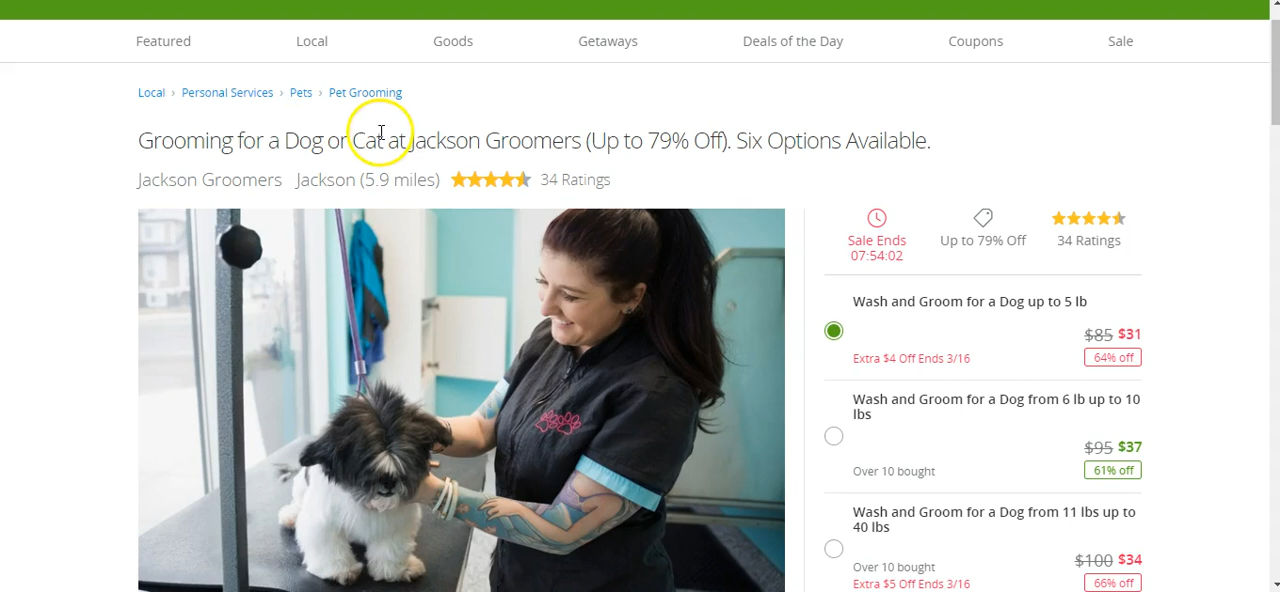 Featured Local Goods Getaways Deals of the Day Coupons Sale
Local › Personal Services › Pets › Pet Grooming
Grooming for a Dog or Cat at Jackson Groomers (Up to 79% Off). Six Options Available.
Jackson Groomers Jackson (5.9 miles) 34 Ratings
Sale Ends
07:54:02
Up to 79% Off
34 Ratings
Wash and Groom for a Dog up to 5 lb
$85 $31
Extra $4 Off Ends 3/16
64% off
Wash and Groom for a Dog from 6 lb up to 10
lbs
$95 $37
Over 10 bought
61% off
Wash and Groom for a Dog from 11 lbs up to
40 lbs
$100 $34
Over 10 bought
Extra $5 Off Ends 3/16
66% off